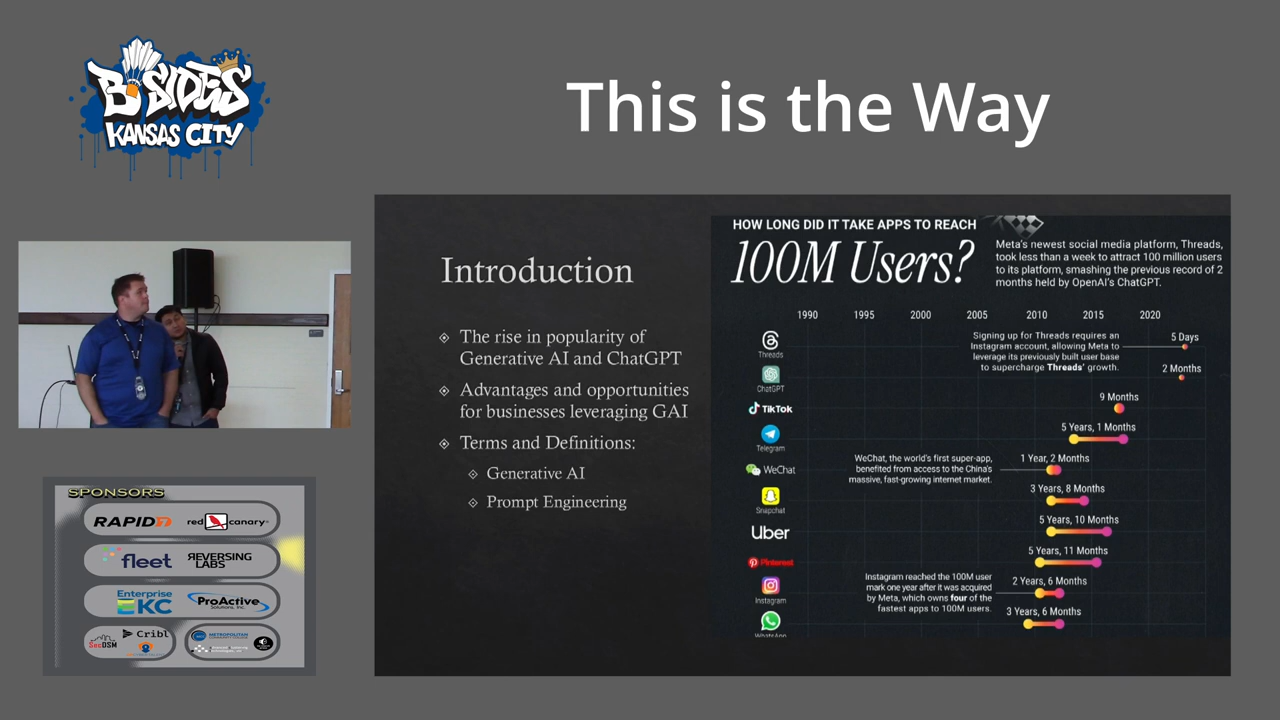 B·SIDES
KANSAS CITY
This is the Way
SPONSORS
RAPID7
red canary
fleet
REVERSING
LABS
Enterprise
KC
ProActive
Solutions, Inc.
SecDSM
Cribl
METROPOLITAN
Introduction
The rise in popularity of
Generative AI and ChatGPT
Advantages and opportunities
for businesses leveraging GAI
Terms and Definitions:
Generative AI
Prompt Engineering
HOW LONG DID IT TAKE APPS TO REACH
100M Users?
Meta's newest social media platform, Threads,
took less than a week to attract 100 million users
to its platform, smashing the previous record of 2
months held by OpenAI's ChatGPT.
1990 1995 2000 2005 2010 2015 2020
Threads
Signing up for Threads requires an
Instagram account, allowing Meta to
leverage its previously built user base
to supercharge Threads' growth.
5 Days
ChatGPT
2 Months
TikTok
9 Months
Telegram
5 Years, 1 Months
WeChat
WeChat, the world's first super-app,
benefited from access to the China's
massive, fast-growing internet market.
1 Year, 2 Months
Snapchat
3 Years, 8 Months
Uber
5 Years, 10 Months
Pinterest
5 Years, 11 Months
Instagram
Instagram reached the 100M user
mark one year after it was acquired
by Meta, which owns four of the
fastest apps to 100M users.
2 Years, 6 Months
WhatsApp
3 Years, 6 Months